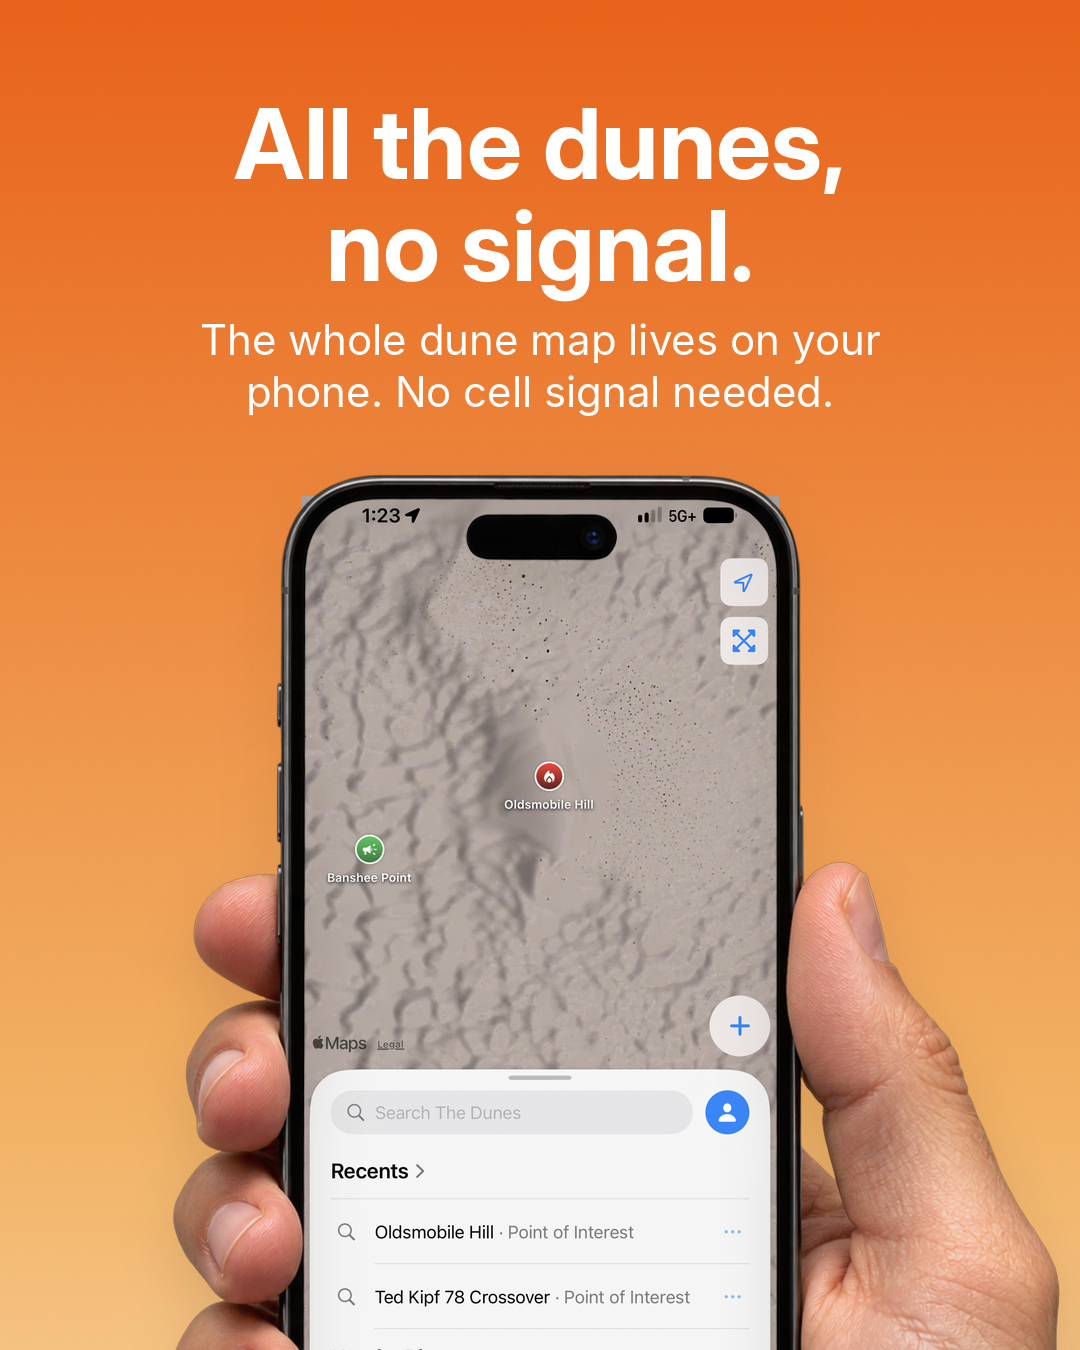 All the dunes,
no signal.
The whole dune map lives on your
phone. No cell signal needed.
1:23
5G+
Oldsmobile Hill
Banshee Point
Maps Legal
Search The Dunes
Recents
Oldsmobile Hill · Point of Interest
Ted Kipf 78 Crossover · Point of Interest